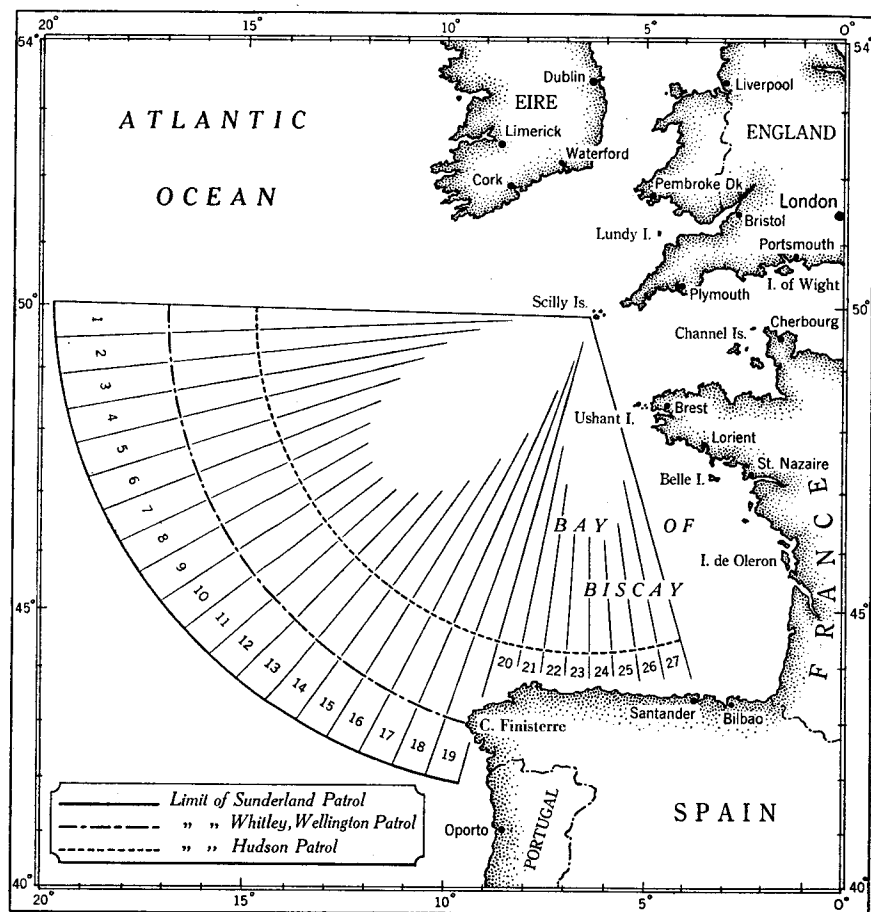 20° 15° 10° 5° 0°
54° 54°
Dublin
Liverpool
EIRE
ATLANTIC
ENGLAND
Limerick
Waterford
OCEAN
Cork
Pembroke Dk
London
Bristol
Lundy I.
Portsmouth
I. of Wight
Plymouth
Scilly Is.
50° 50°
Channel Is.
Cherbourg
1
2
3
4
5
6
7
8
9
10
11
12
13
14
15
16
17
18
19
20
21
22
23
24
25
26
27
Ushant I.
Brest
Lorient
St. Nazaire
Belle I.
BAY OF
BISCAY
I. de Oleron
FRANCE
45° 45°
Santander
Bilbao
C. Finisterre
SPAIN
PORTUGAL
Oporto
Limit of Sunderland Patrol
„ „ Whitley, Wellington Patrol
„ „ Hudson Patrol
40° 40°
20° 15° 10° 5° 0°